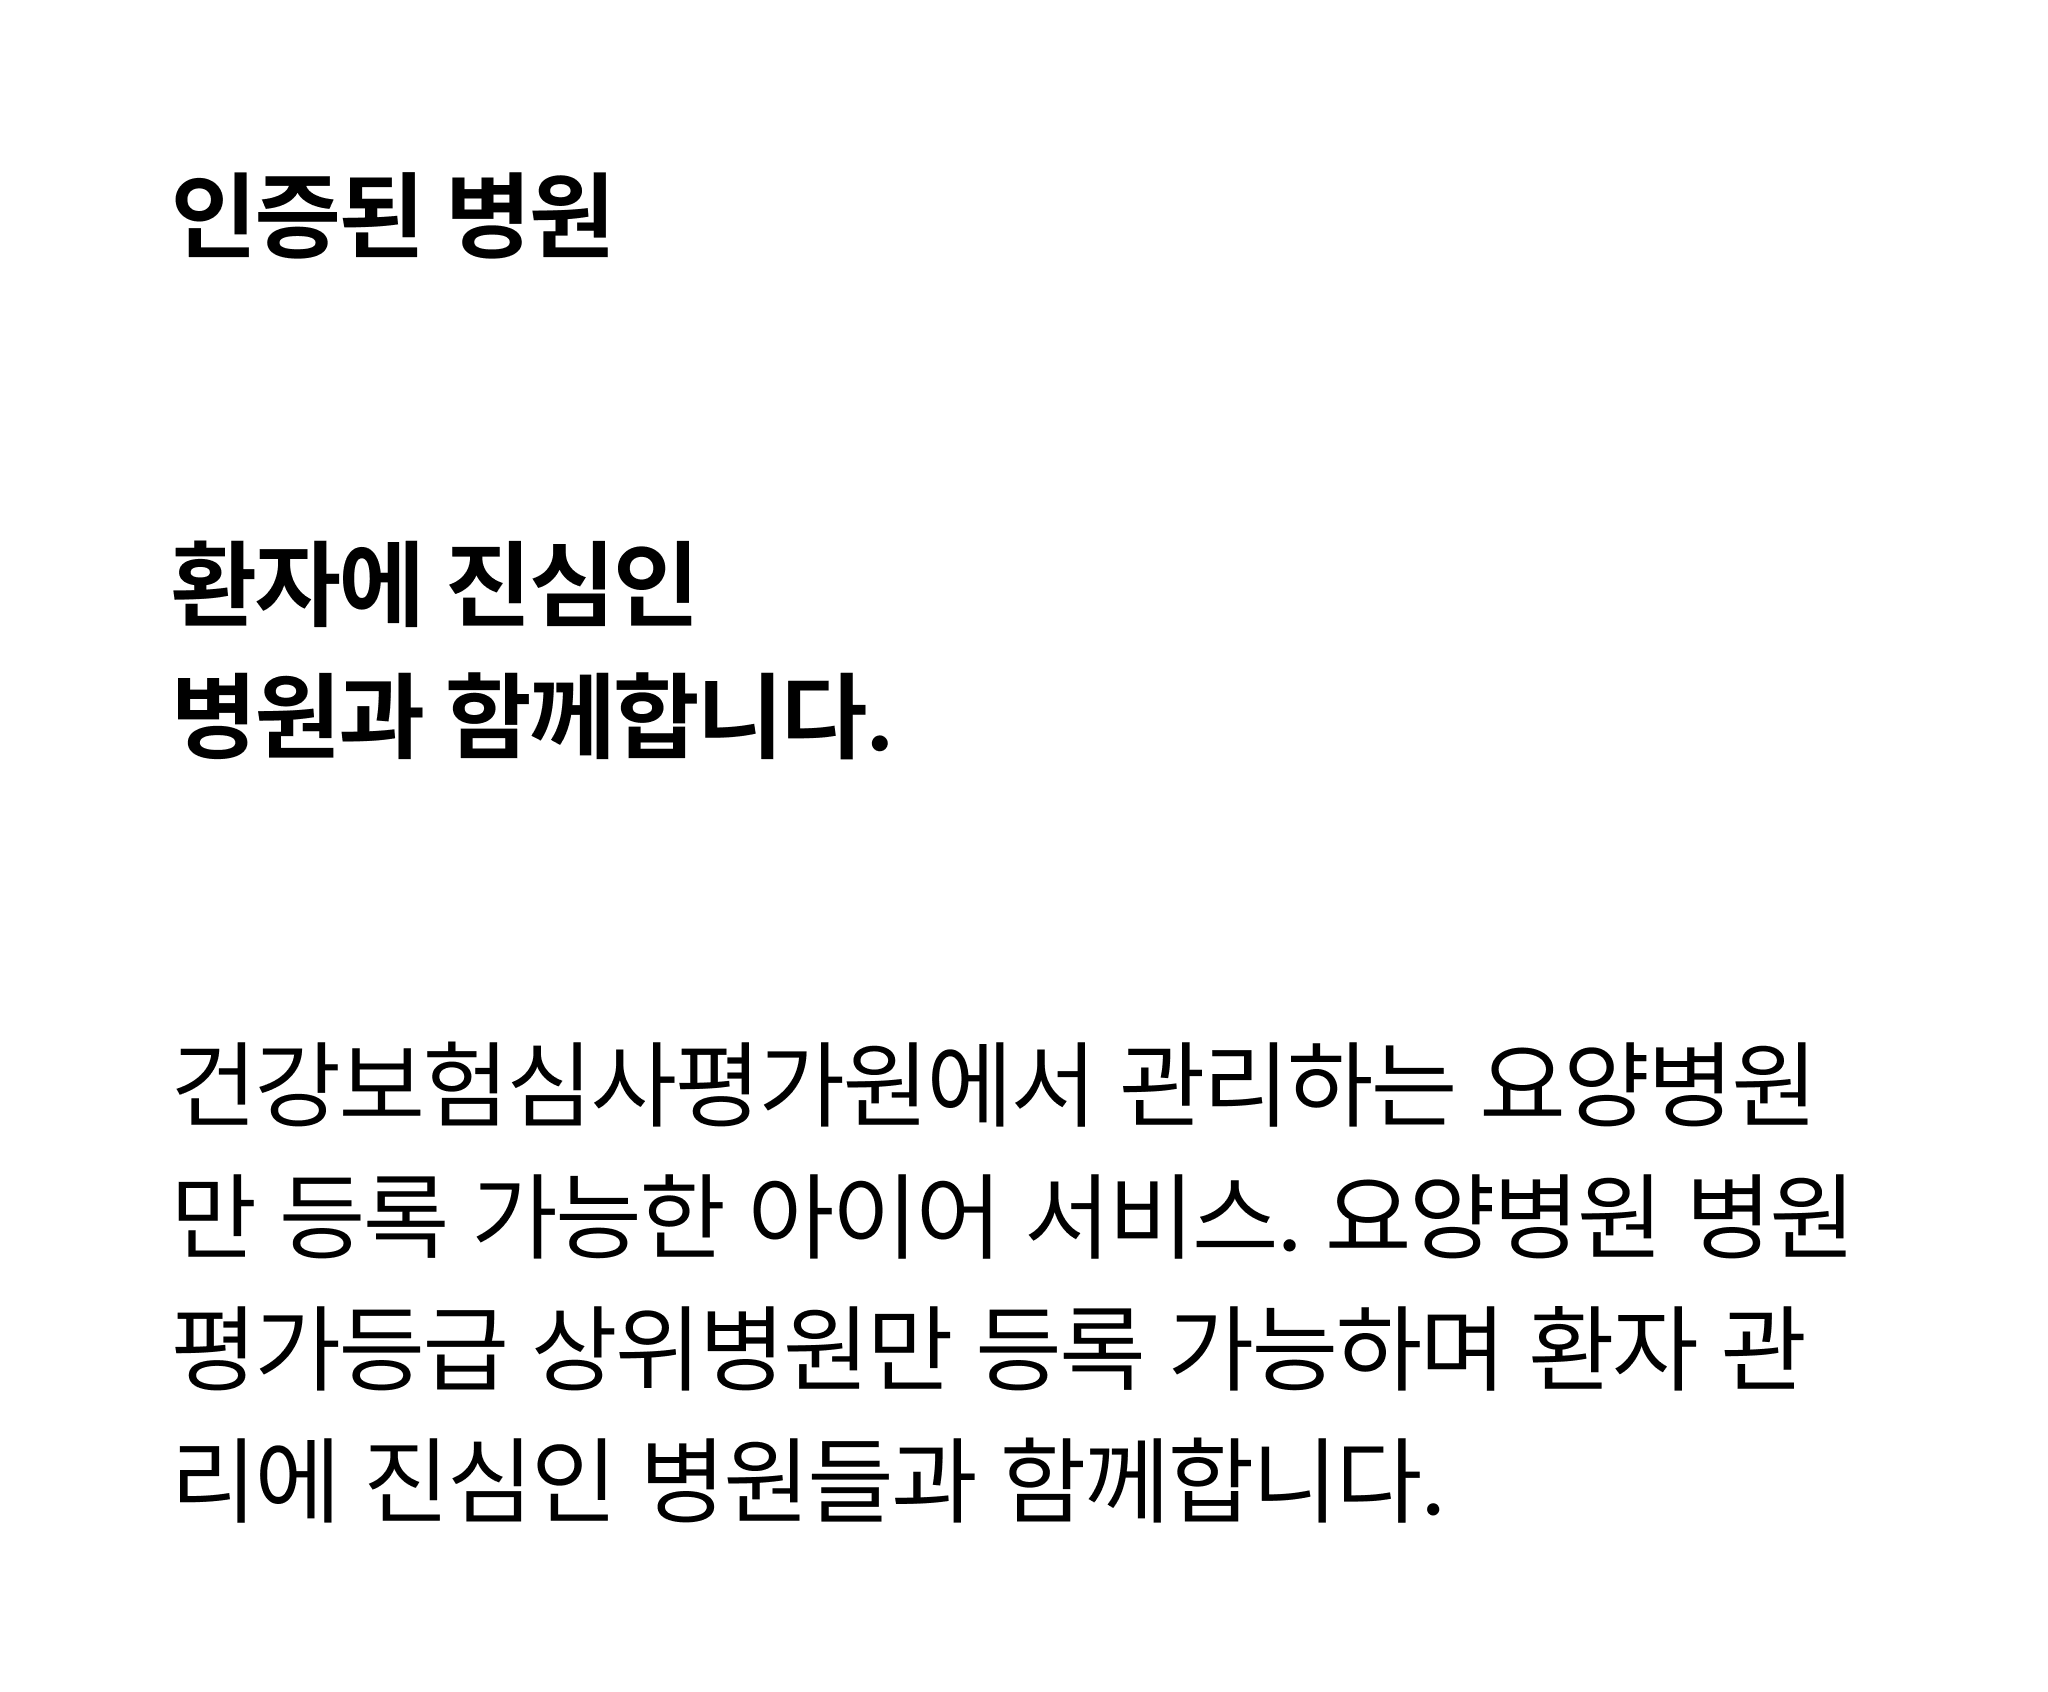 인증된 병원
환자에 진심인
병원과 함께합니다.
건강보험심사평가원에서 관리하는 요양병원
만 등록 가능한 아이어 서비스. 요양병원 병원
평가등급 상위병원만 등록 가능하며 환자 관
리에 진심인 병원들과 함께합니다.